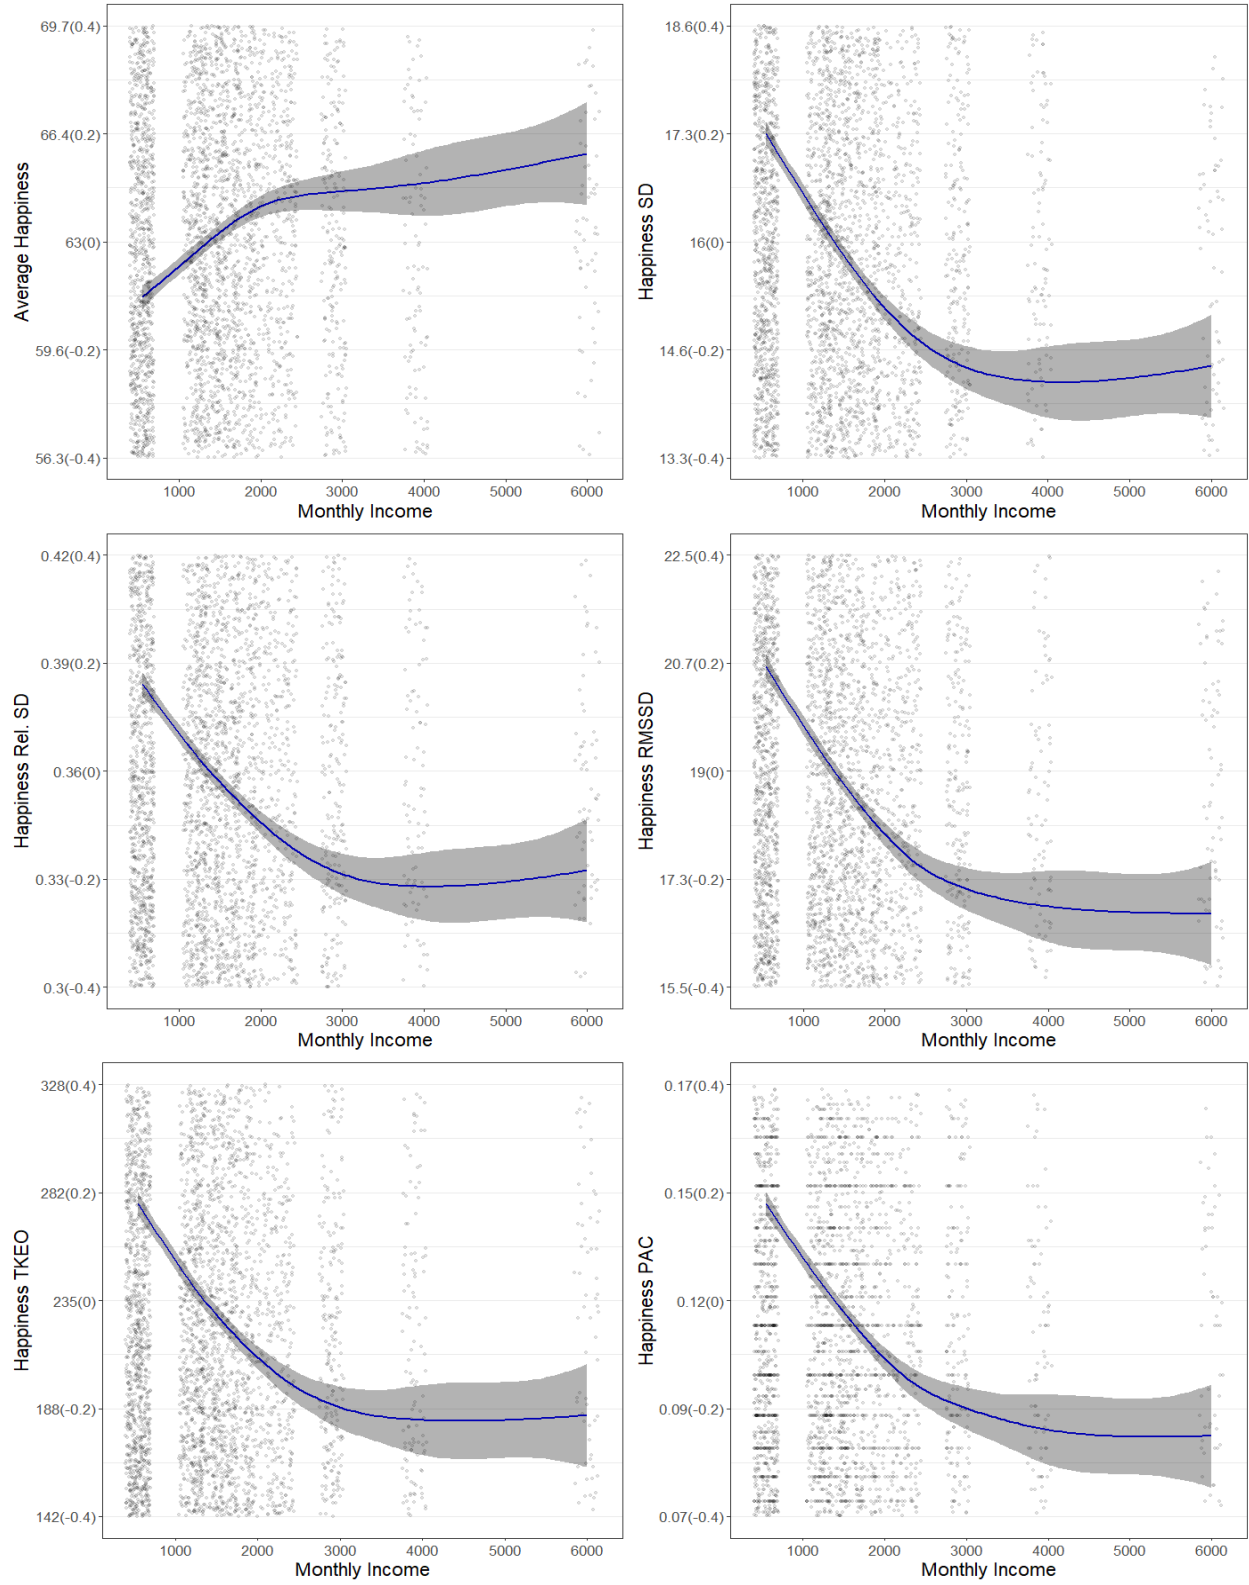 69.7(0.4)
66.4(0.2)
63(0)
59.6(−0.2)
56.3(−0.4)
Average Happiness
1000 2000 3000 4000 5000 6000
Monthly Income
18.6(0.4)
17.3(0.2)
16(0)
14.6(−0.2)
13.3(−0.4)
Happiness SD
1000 2000 3000 4000 5000 6000
Monthly Income
0.42(0.4)
0.39(0.2)
0.36(0)
0.33(−0.2)
0.3(−0.4)
Happiness Rel. SD
1000 2000 3000 4000 5000 6000
Monthly Income
22.5(0.4)
20.7(0.2)
19(0)
17.3(−0.2)
15.5(−0.4)
Happiness RMSSD
1000 2000 3000 4000 5000 6000
Monthly Income
328(0.4)
282(0.2)
235(0)
188(−0.2)
142(−0.4)
Happiness TKEO
1000 2000 3000 4000 5000 6000
Monthly Income
0.17(0.4)
0.15(0.2)
0.12(0)
0.09(−0.2)
0.07(−0.4)
Happiness PAC
1000 2000 3000 4000 5000 6000
Monthly Income